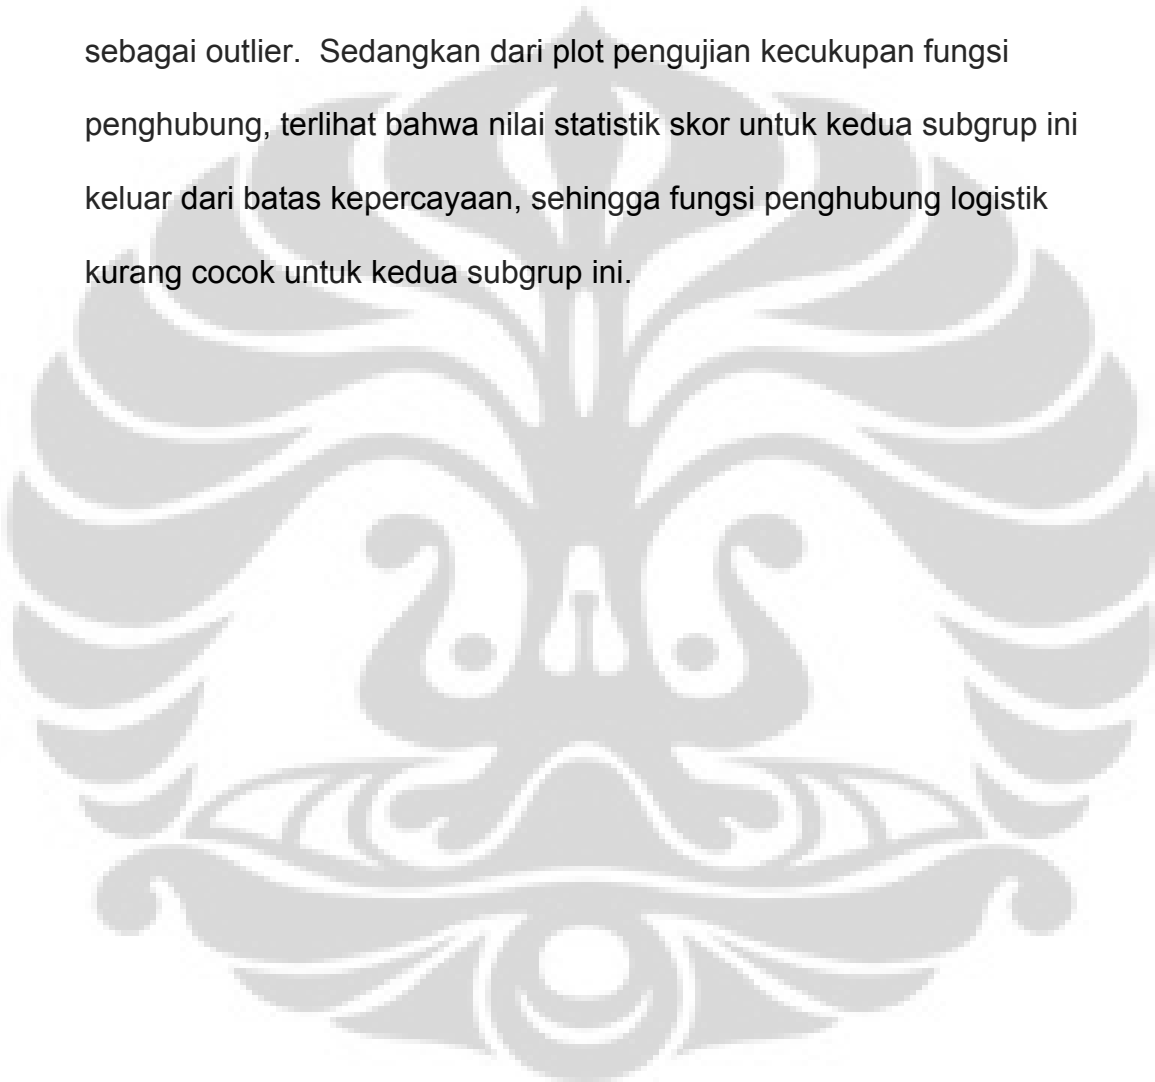 sebagai outlier.  Sedangkan dari plot pengujian kecukupan fungsi
penghubung, terlihat bahwa nilai statistik skor untuk kedua subgrup ini
keluar dari batas kepercayaan, sehingga fungsi penghubung logistik
kurang cocok untuk kedua subgrup ini.